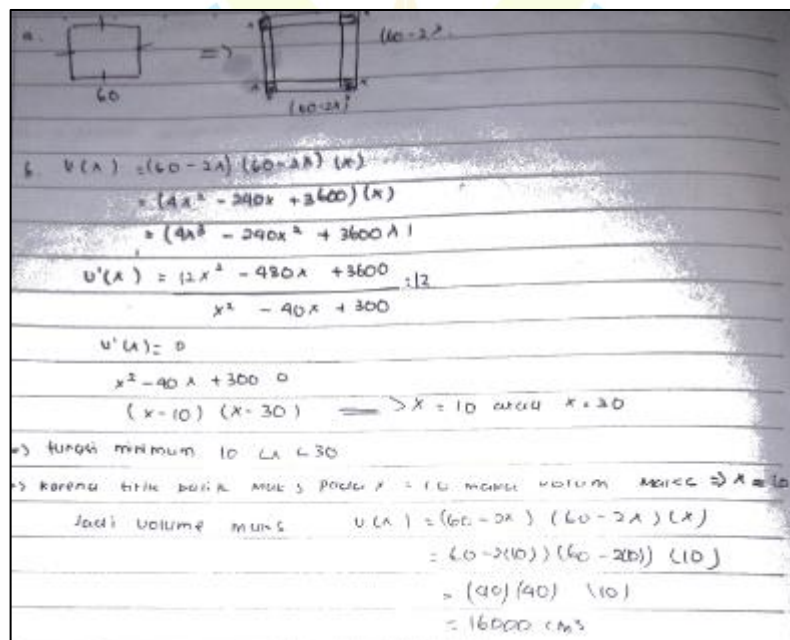 a.
60
=>
(60-2x
x
(60-2x)
b. V(x) = (60-2x) (60-2x) (x)
= (4x² - 240x + 3600) (x)
= (4x³ - 240x² + 3600x)
V'(x) = 12x² - 480x + 3600 :12
x² - 40x + 300
V'(x) = 0
x² - 40x + 300 0
(x-10) (x-30) => x = 10 atau x = 30
=> fungsi minimum 10 < x < 30
=> karena titik balik maks pada x = 10 maka volum maks => x = 10
Jadi volume maks V(x) = (60-2x) (60-2x) (x)
= 60-2(10)) (60-2(10)) (10)
= (40) (40) (10)
= 16000 cm3